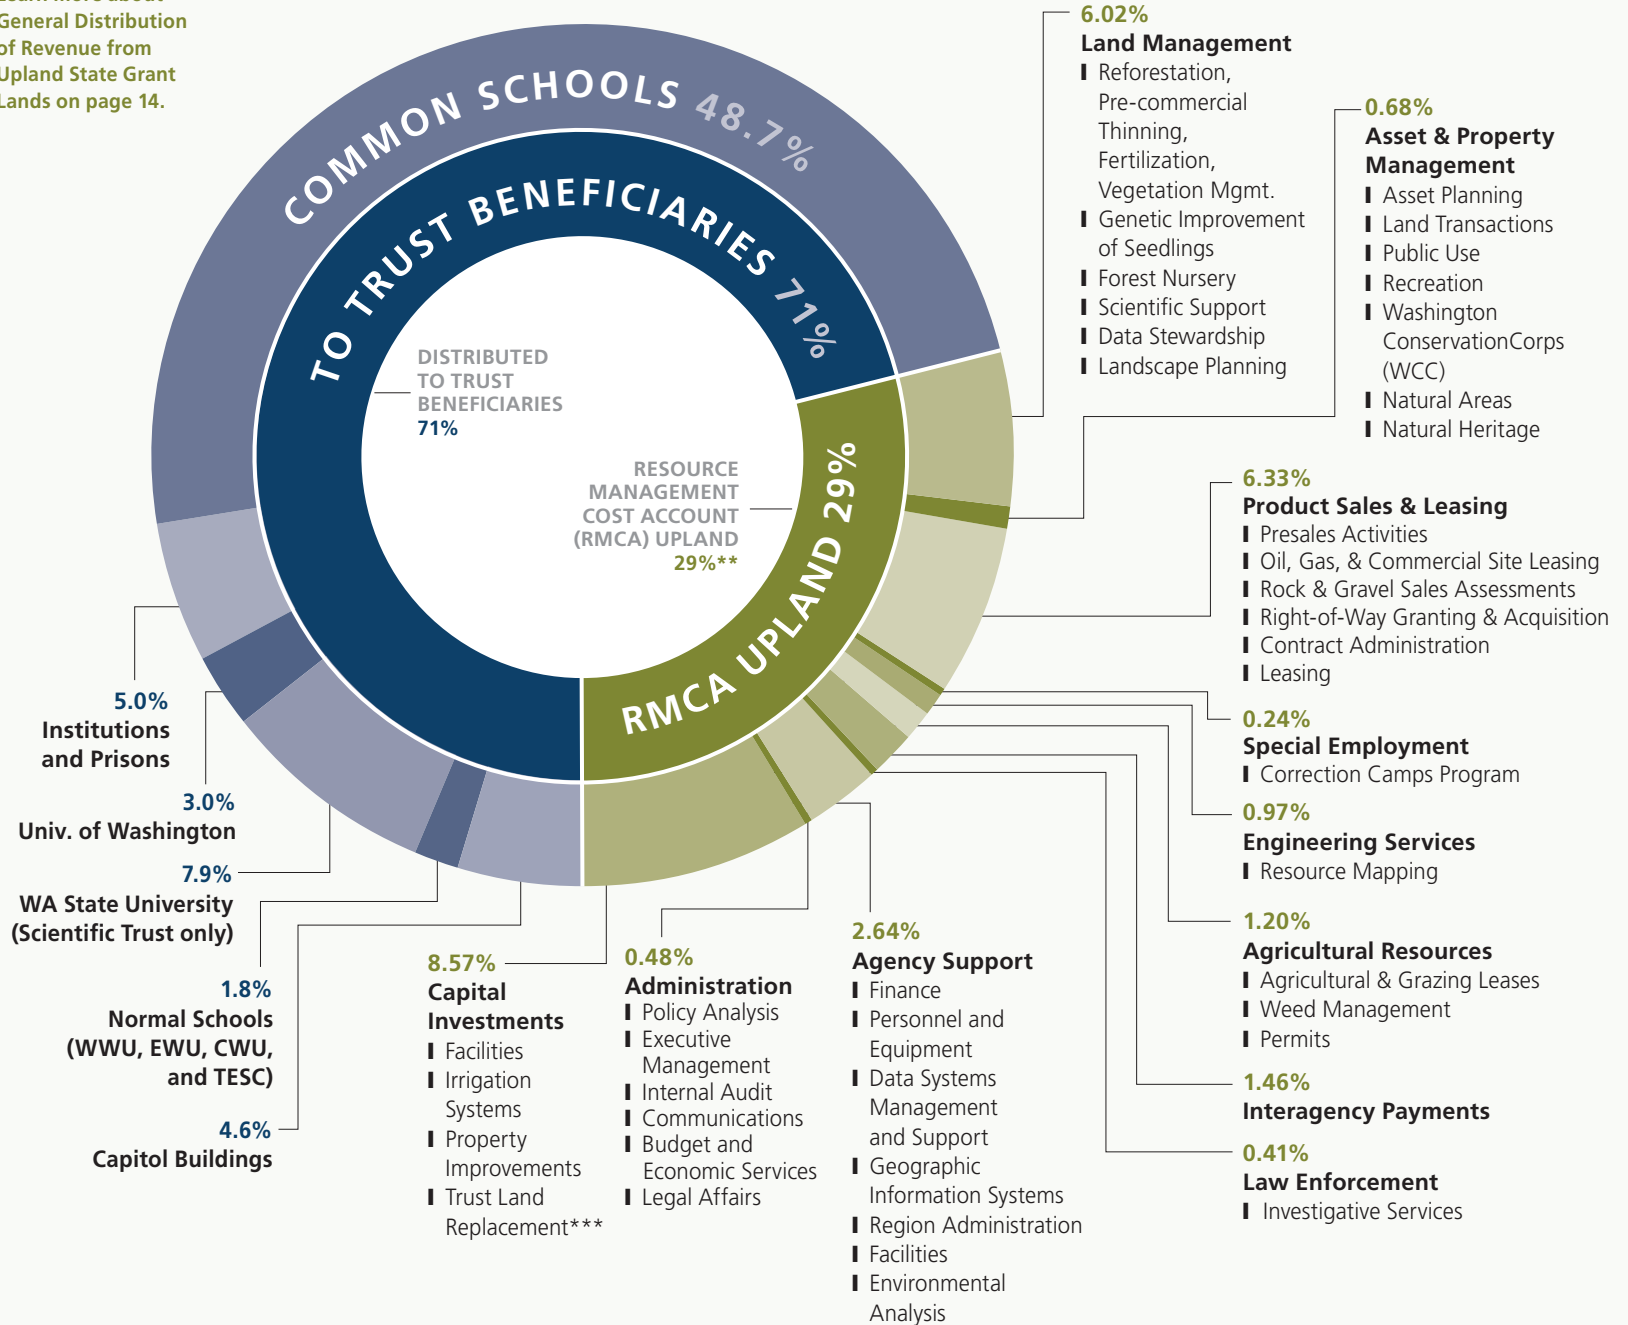 Learn more about
General Distribution
of Revenue from
Upland State Grant
Lands on page 14.
COMMON SCHOOLS 48.7%
TO TRUST BENEFICIARIES 71%
DISTRIBUTED
TO TRUST
BENEFICIARIES
71%
RESOURCE
MANAGEMENT
COST ACCOUNT
(RMCA) UPLAND
29%**
RMCA UPLAND 29%
6.02%
Land Management
Reforestation,
Pre-commercial
Thinning,
Fertilization,
Vegetation Mgmt.
Genetic Improvement
of Seedlings
Forest Nursery
Scientific Support
Data Stewardship
Landscape Planning
0.68%
Asset & Property
Management
Asset Planning
Land Transactions
Public Use
Recreation
Washington
ConservationCorps
(WCC)
Natural Areas
Natural Heritage
6.33%
Product Sales & Leasing
Presales Activities
Oil, Gas, & Commercial Site Leasing
Rock & Gravel Sales Assessments
Right-of-Way Granting & Acquisition
Contract Administration
Leasing
0.24%
Special Employment
Correction Camps Program
0.97%
Engineering Services
Resource Mapping
1.20%
Agricultural Resources
Agricultural & Grazing Leases
Weed Management
Permits
1.46%
Interagency Payments
0.41%
Law Enforcement
Investigative Services
5.0%
Institutions
and Prisons
3.0%
Univ. of Washington
7.9%
WA State University
(Scientific Trust only)
1.8%
Normal Schools
(WWU, EWU, CWU,
and TESC)
4.6%
Capitol Buildings
8.57%
Capital
Investments
Facilities
Irrigation
Systems
Property
Improvements
Trust Land
Replacement***
0.48%
Administration
Policy Analysis
Executive
Management
Internal Audit
Communications
Budget and
Economic Services
Legal Affairs
2.64%
Agency Support
Finance
Personnel and
Equipment
Data Systems
Management
and Support
Geographic
Information Systems
Region Administration
Facilities
Environmental
Analysis